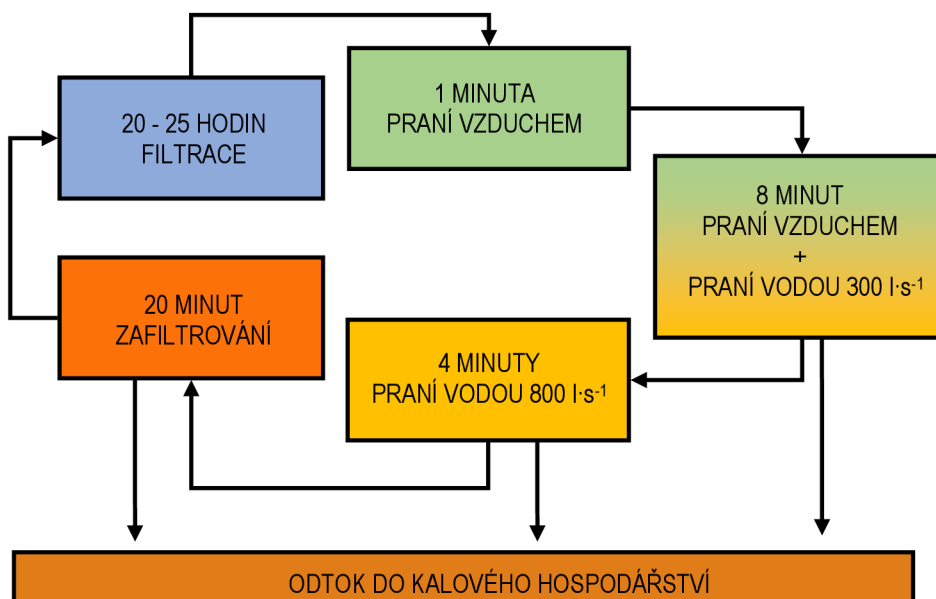 20 - 25 HODIN
FILTRACE
1 MINUTA
PRANÍ VZDUCHEM
8 MINUT
PRANÍ VZDUCHEM
+
PRANÍ VODOU 300 l·s⁻¹
20 MINUT
ZAFILTROVÁNÍ
4 MINUTY
PRANÍ VODOU 800 l·s⁻¹
ODTOK DO KALOVÉHO HOSPODÁŘSTVÍ